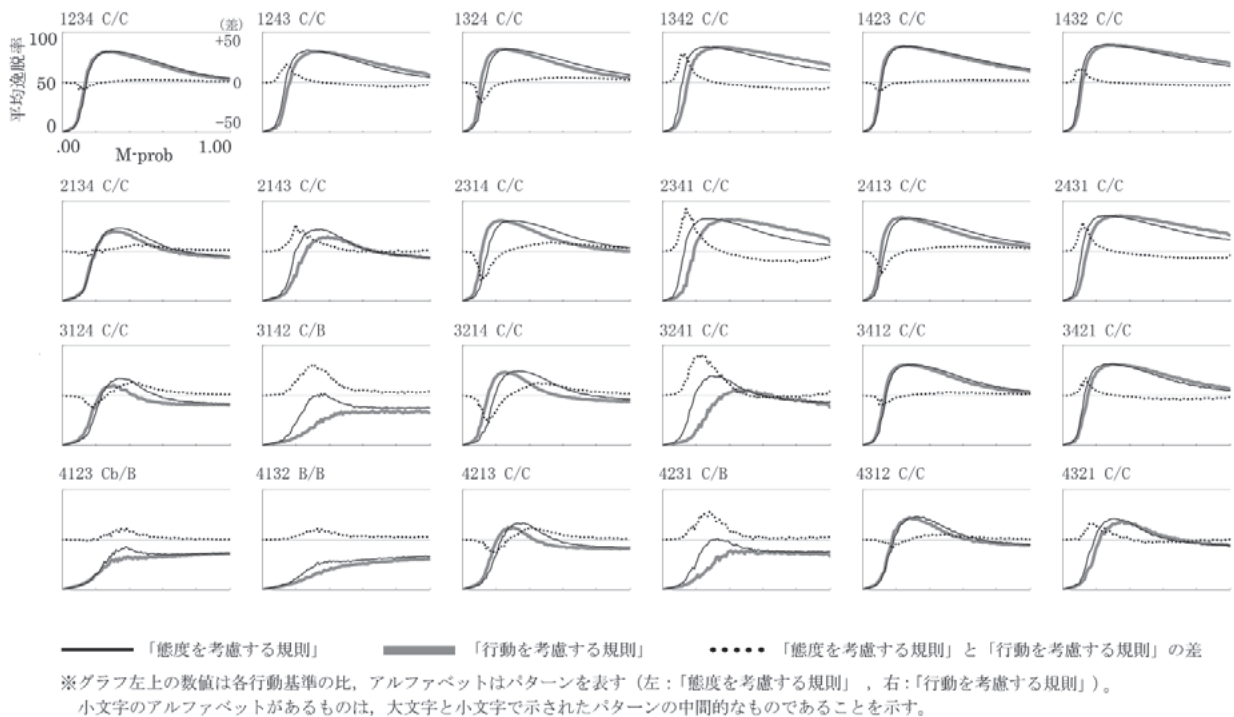 1234 C/C
(差)
1243 C/C
1324 C/C
1342 C/C
1423 C/C
1432 C/C
平均逸脱率
100
50
0
+50
0
-50
.00
M-prob
1.00
2134 C/C
2143 C/C
2314 C/C
2341 C/C
2413 C/C
2431 C/C
3124 C/C
3142 C/B
3214 C/C
3241 C/C
3412 C/C
3421 C/C
4123 Cb/B
4132 B/B
4213 C/C
4231 C/B
4312 C/C
4321 C/C
「態度を考慮する規則」
「行動を考慮する規則」
「態度を考慮する規則」と「行動を考慮する規則」の差
※グラフ左上の数値は各行動基準の比，アルファベットはパターンを表す（左：「態度を考慮する規則」，右：「行動を考慮する規則」）。
小文字のアルファベットがあるものは，大文字と小文字で示されたパターンの中間的なものであることを示す。